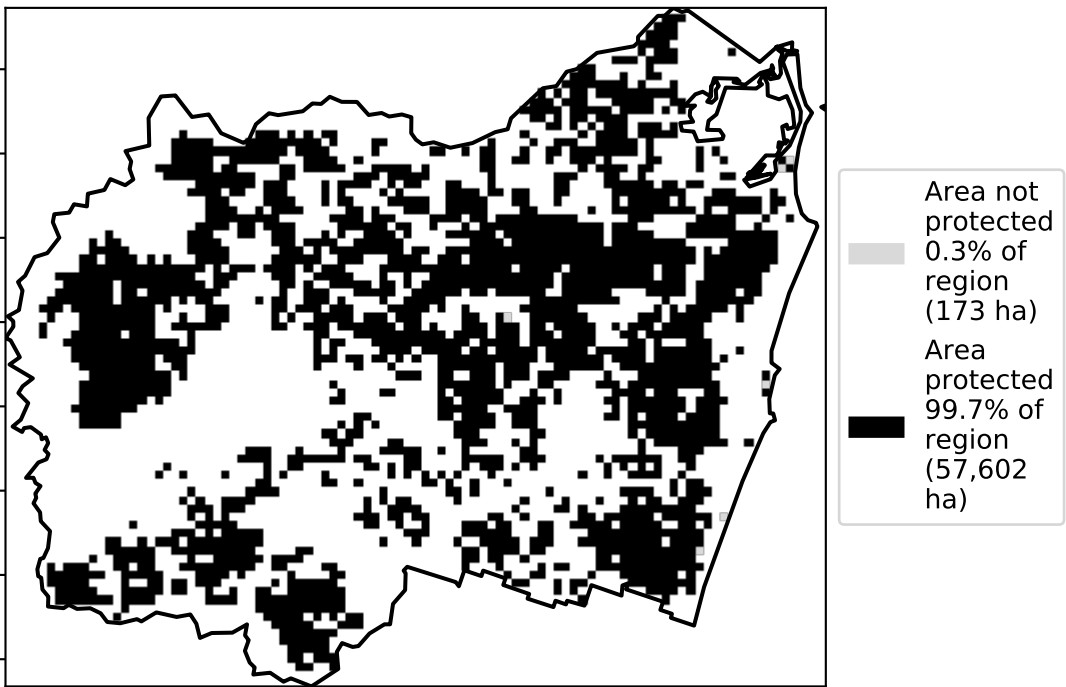 Area not
protected
0.3% of
region
(173 ha)
Area
protected
99.7% of
region
(57,602
ha)